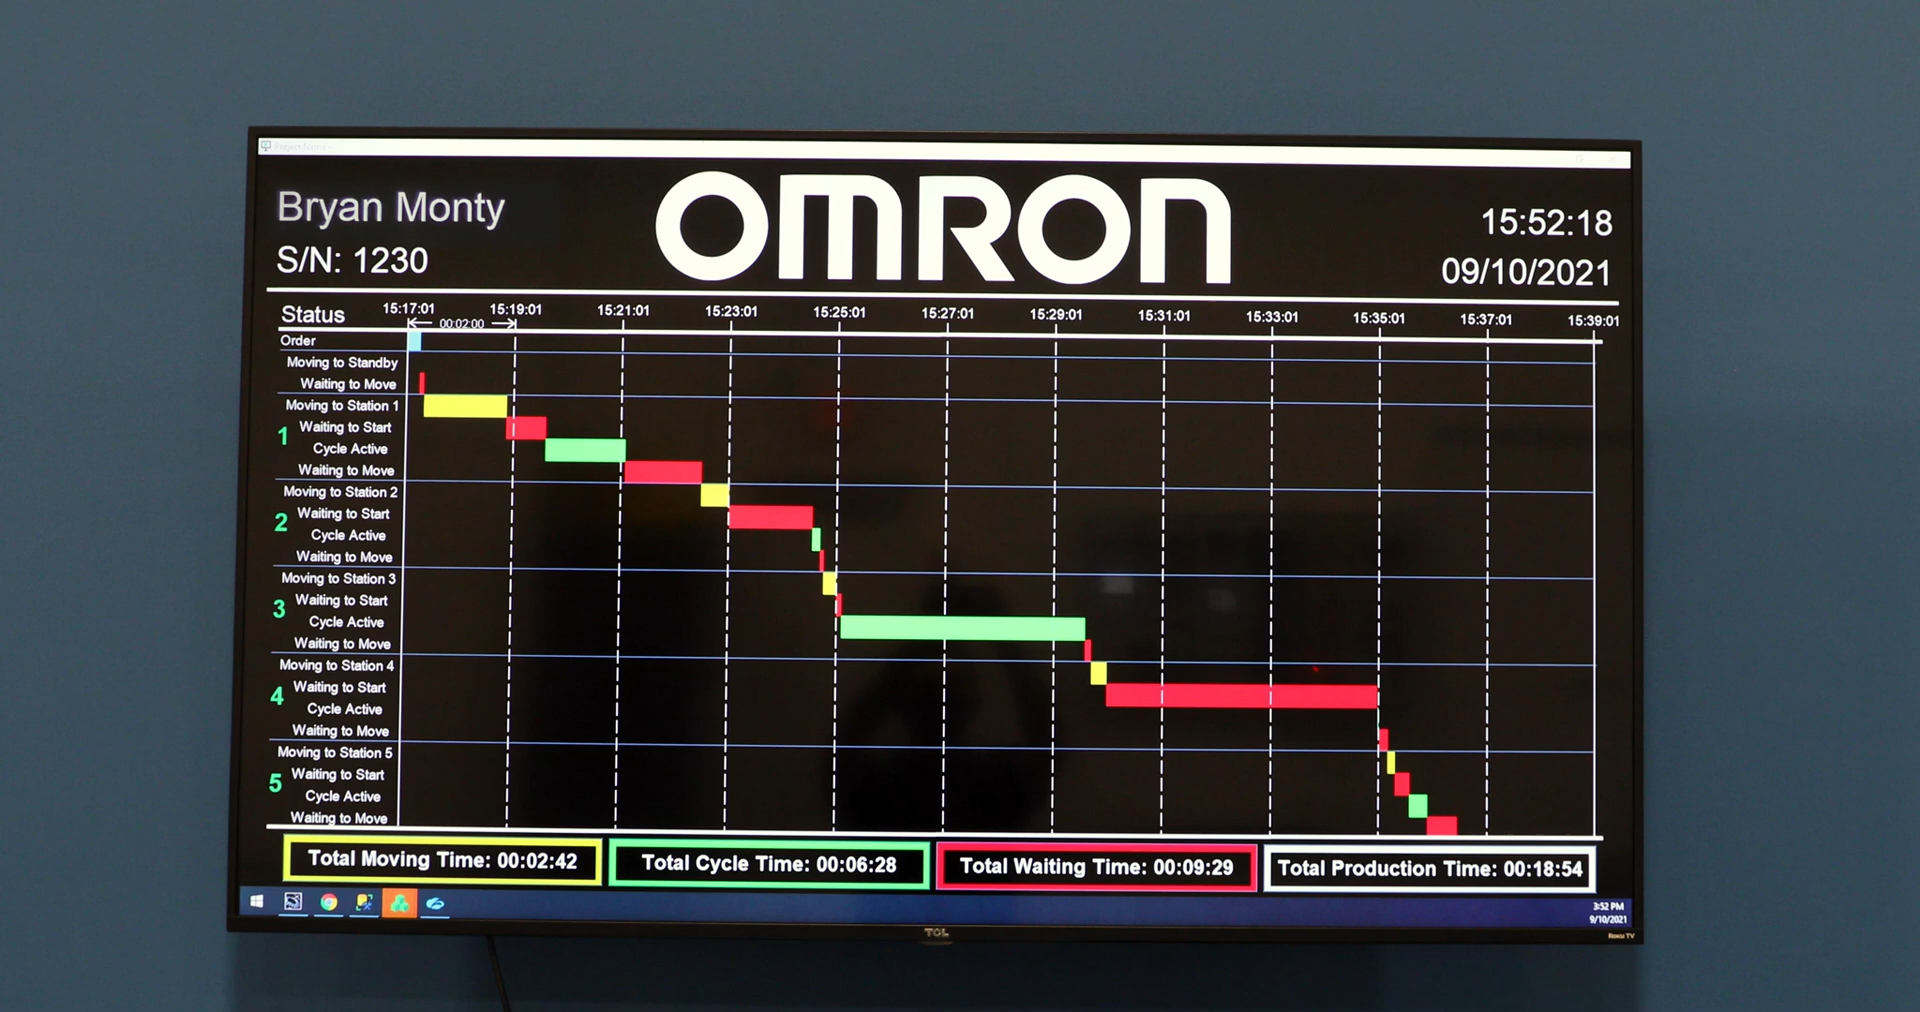 Project Name
Bryan Monty
OMRON
15:52:18
S/N: 1230
09/10/2021
Status
15:17:01 15:19:01 15:21:01 15:23:01 15:25:01 15:27:01 15:29:01 15:31:01 15:33:01 15:35:01 15:37:01 15:39:01
00:02:00
Order
Moving to Standby
Waiting to Move
Moving to Station 1
1 Waiting to Start
Cycle Active
Waiting to Move
Moving to Station 2
2 Waiting to Start
Cycle Active
Waiting to Move
Moving to Station 3
3 Waiting to Start
Cycle Active
Waiting to Move
Moving to Station 4
4 Waiting to Start
Cycle Active
Waiting to Move
Moving to Station 5
5 Waiting to Start
Cycle Active
Waiting to Move
Total Moving Time: 00:02:42
Total Cycle Time: 00:06:28
Total Waiting Time: 00:09:29
Total Production Time: 00:18:54
3:52 PM
9/10/2021
TCL
Roku TV